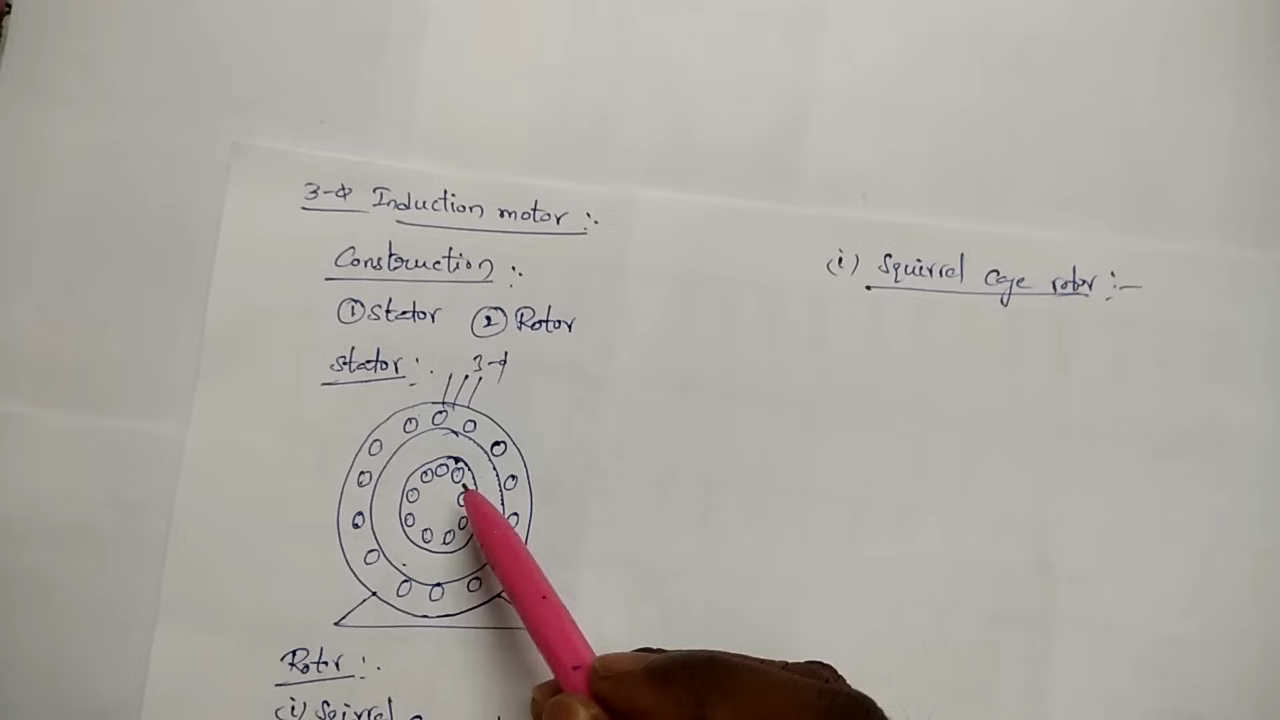 3-ϕ Induction motor :-
Construction :-
① Stator ② Rotor
Stator :-
3-ϕ
Rotor :-
(i) Squirrel Cage rotor :-